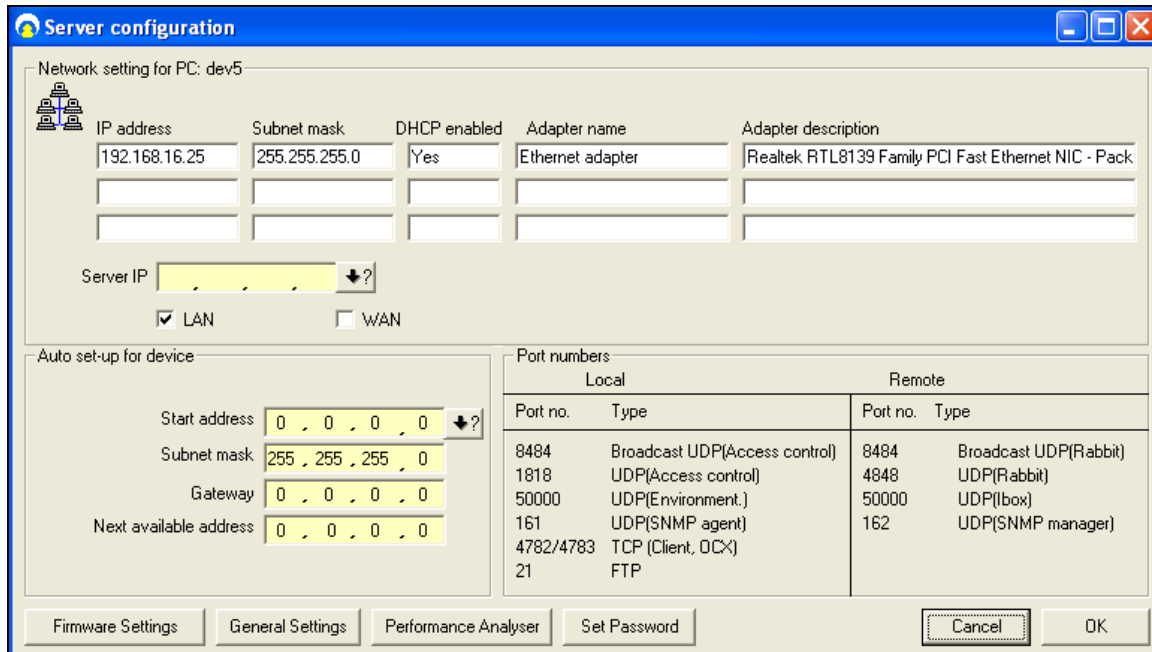 Server configuration
Network setting for PC: dev5
IP address Subnet mask DHCP enabled Adapter name Adapter description
192.168.16.25 255.255.255.0 Yes Ethernet adapter Realtek RTL8139 Family PCI Fast Ethernet NIC - Pack
Server IP , , , ?
LAN WAN
Auto set-up for device
Start address 0 , 0 , 0 , 0 ?
Subnet mask 255 , 255 , 255 , 0
Gateway 0 , 0 , 0 , 0
Next available address 0 , 0 , 0 , 0
Port numbers
Local Remote
Port no. Type Port no. Type
8484 Broadcast UDP(Access control) 8484 Broadcast UDP(Rabbit)
1818 UDP(Access control) 4848 UDP(Rabbit)
50000 UDP(Environment.) 50000 UDP(Ibox)
161 UDP(SNMP agent) 162 UDP(SNMP manager)
4782/4783 TCP (Client, OCX)
21 FTP
Firmware Settings General Settings Performance Analyser Set Password Cancel OK